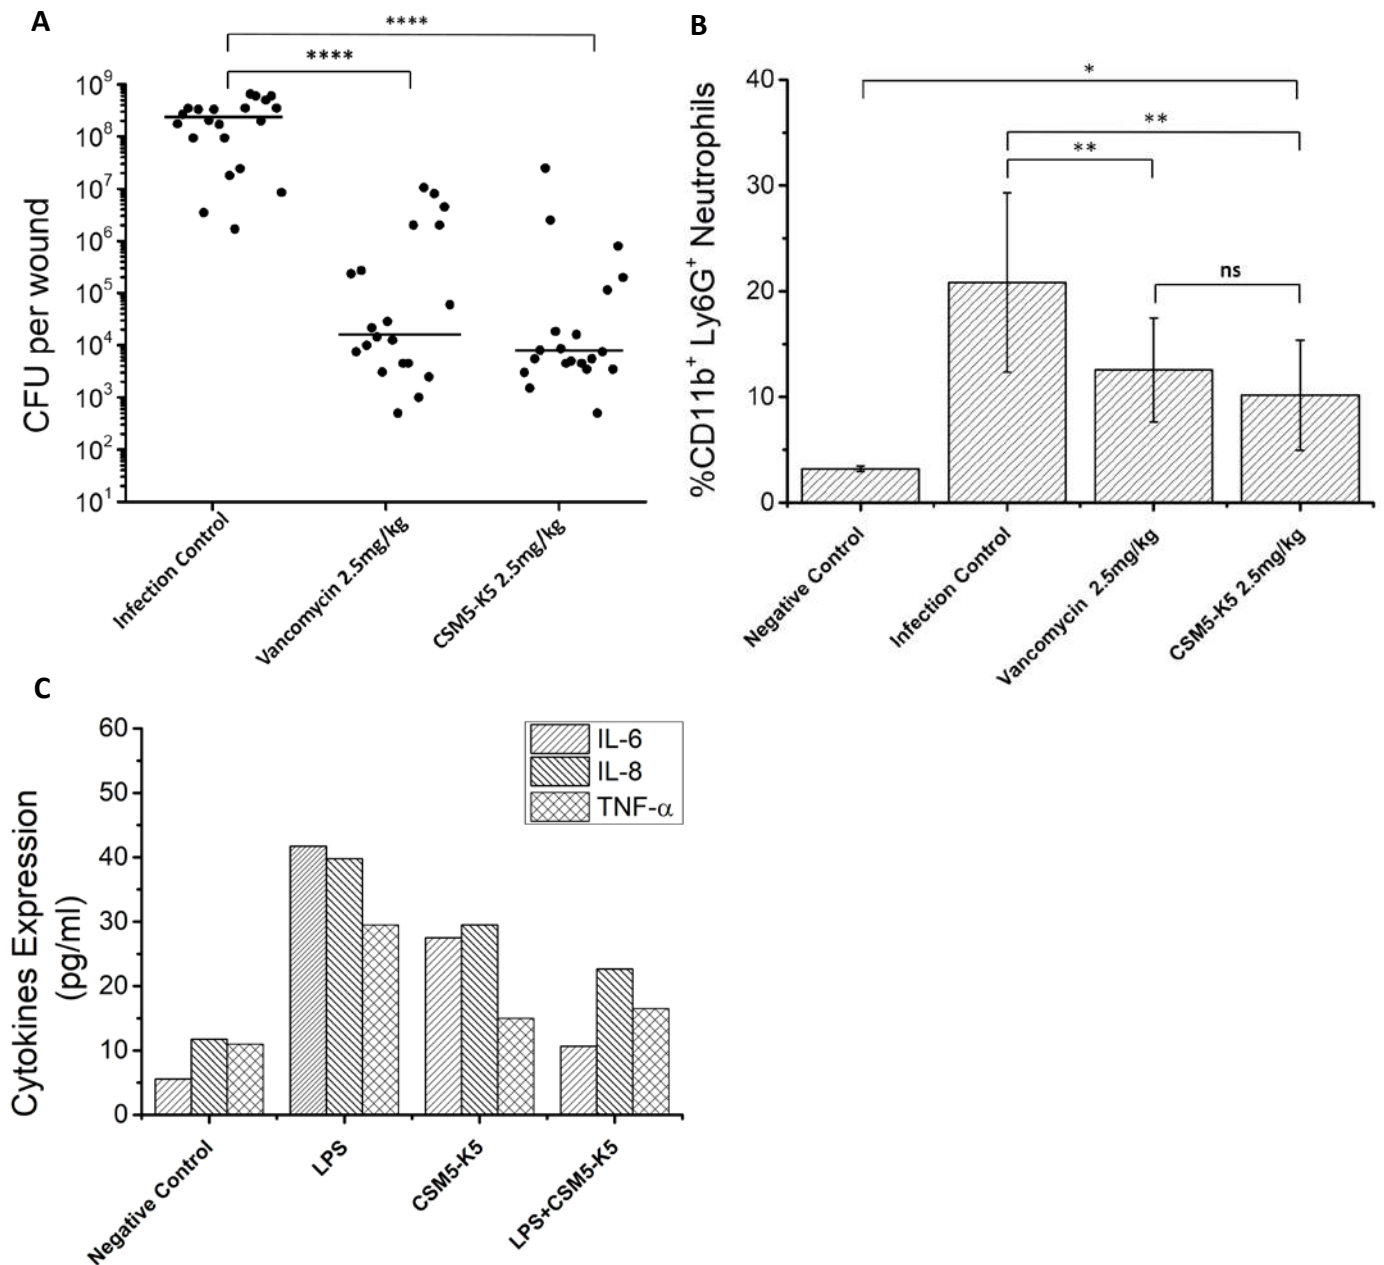 A
****
****
10⁹
10⁸
10⁷
10⁶
10⁵
10⁴
10³
10²
10¹
CFU per wound
Infection Control
Vancomycin 2.5mg/kg
CSM5-K5 2.5mg/kg
B
*
**
**
ns
40
30
20
10
0
%CD11b⁺ Ly6G⁺ Neutrophils
Negative Control
Infection Control
Vancomycin 2.5mg/kg
CSM5-K5 2.5mg/kg
C
IL-6
IL-8
TNF-α
60
50
40
30
20
10
0
Cytokines Expression
(pg/ml)
Negative Control
LPS
CSM5-K5
LPS+CSM5-K5